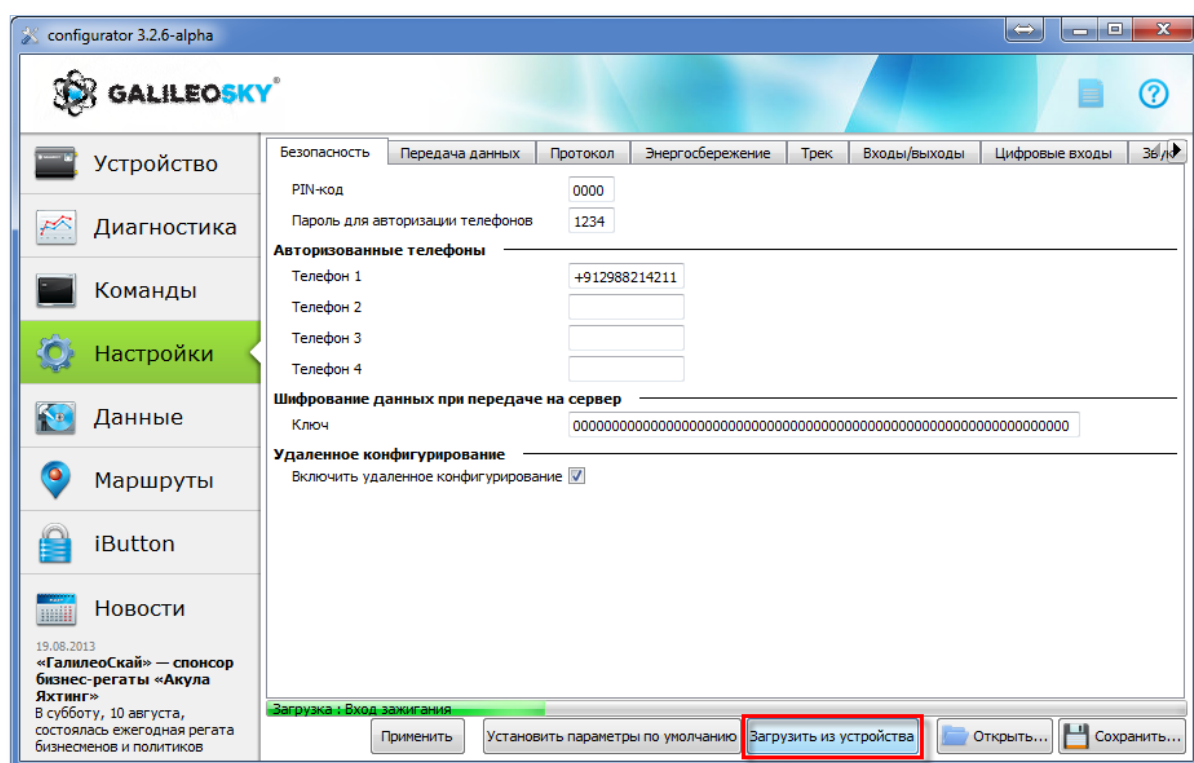 configurator 3.2.6-alpha
GALILEOSKY®
Устройство
Диагностика
Команды
Настройки
Данные
Маршруты
iButton
Новости
19.08.2013
«ГалилеоСкай» — спонсор
бизнес-регаты «Акула
Яхтинг»
В субботу, 10 августа,
состоялась ежегодная регата
бизнесменов и политиков
Безопасность Передача данных Протокол Энергосбережение Трек Входы/выходы Цифровые входы
PIN-код 0000
Пароль для авторизации телефонов 1234
Авторизованные телефоны
Телефон 1 +912988214211
Телефон 2
Телефон 3
Телефон 4
Шифрование данных при передаче на сервер
Ключ 0000000000000000000000000000000000000000000000000000000000000000
Удаленное конфигурирование
Включить удаленное конфигурирование
Загрузка : Вход зажигания
Применить Установить параметры по умолчанию Загрузить из устройства Открыть... Сохранить...